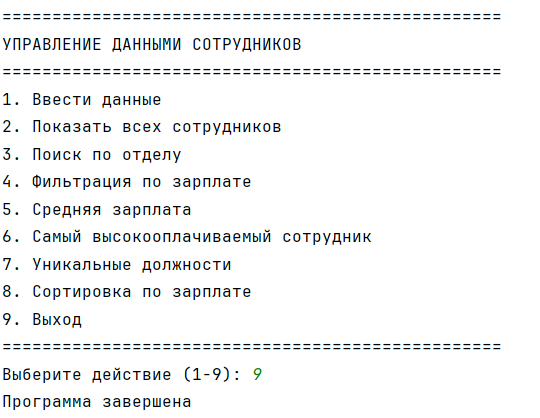 ==================================================
УПРАВЛЕНИЕ ДАННЫМИ СОТРУДНИКОВ
==================================================
1. Ввести данные
2. Показать всех сотрудников
3. Поиск по отделу
4. Фильтрация по зарплате
5. Средняя зарплата
6. Самый высокооплачиваемый сотрудник
7. Уникальные должности
8. Сортировка по зарплате
9. Выход
==================================================
Выберите действие (1-9): 9
Программа завершена